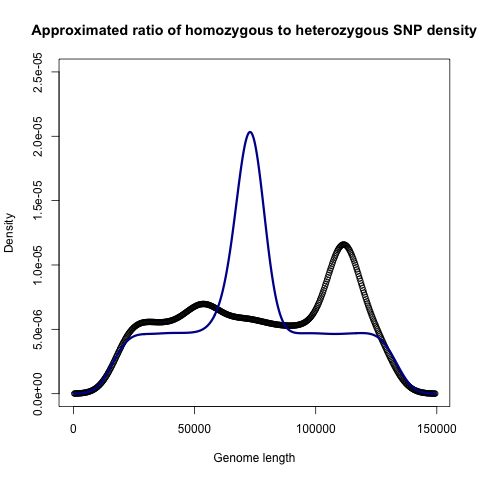 Approximated ratio of homozygous to heterozygous SNP density
2.5e-05
2.0e-05
1.5e-05
1.0e-05
5.0e-06
0.0e+00
Density
0 50000 100000 150000
Genome length